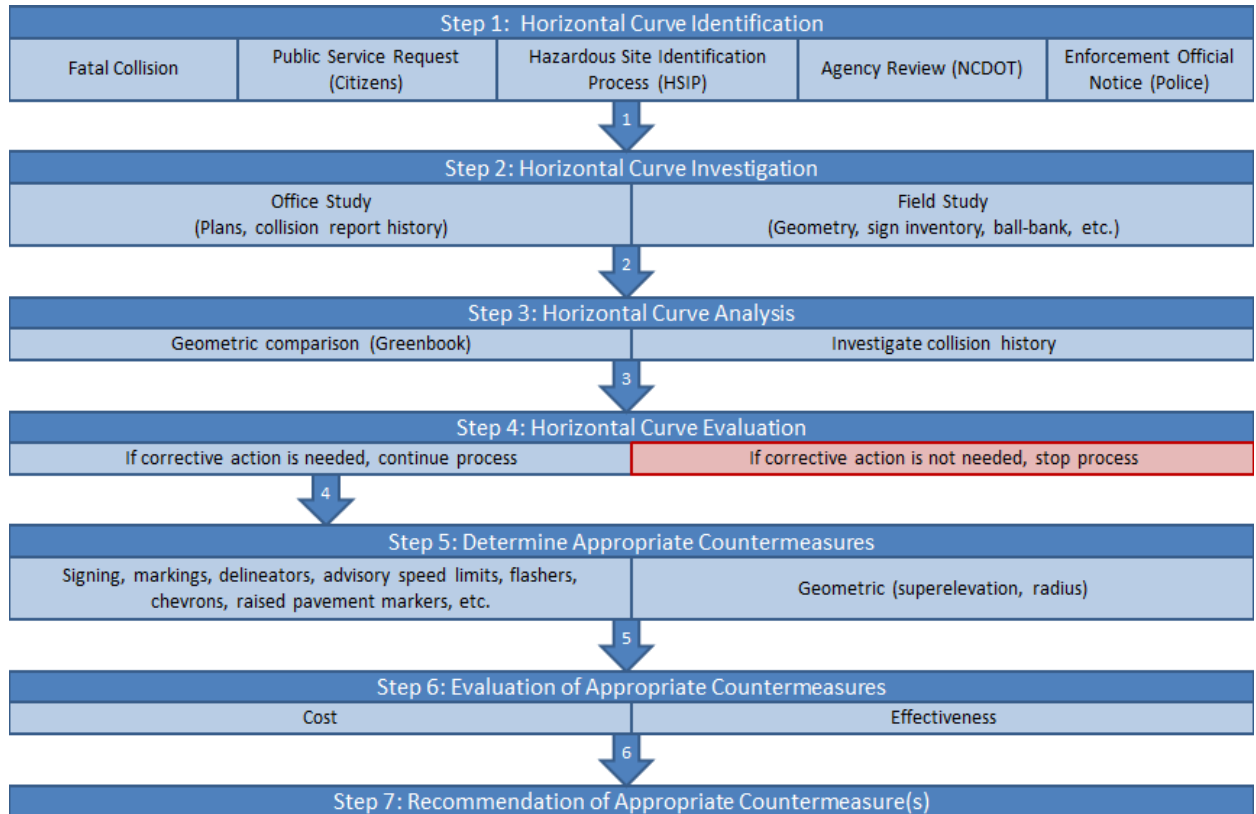 Step 1:  Horizontal Curve Identification
Fatal Collision
Public Service Request
(Citizens)
Hazardous Site Identification
Process (HSIP)
Agency Review (NCDOT)
Enforcement Official
Notice (Police)
1
Step 2: Horizontal Curve Investigation
Office Study
(Plans, collision report history)
Field Study
(Geometry, sign inventory, ball-bank, etc.)
2
Step 3: Horizontal Curve Analysis
Geometric comparison (Greenbook)
Investigate collision history
3
Step 4: Horizontal Curve Evaluation
If corrective action is needed, continue process
If corrective action is not needed, stop process
4
Step 5: Determine Appropriate Countermeasures
Signing, markings, delineators, advisory speed limits, flashers,
chevrons, raised pavement markers, etc.
Geometric (superelevation, radius)
5
Step 6: Evaluation of Appropriate Countermeasures
Cost
Effectiveness
6
Step 7: Recommendation of Appropriate Countermeasure(s)